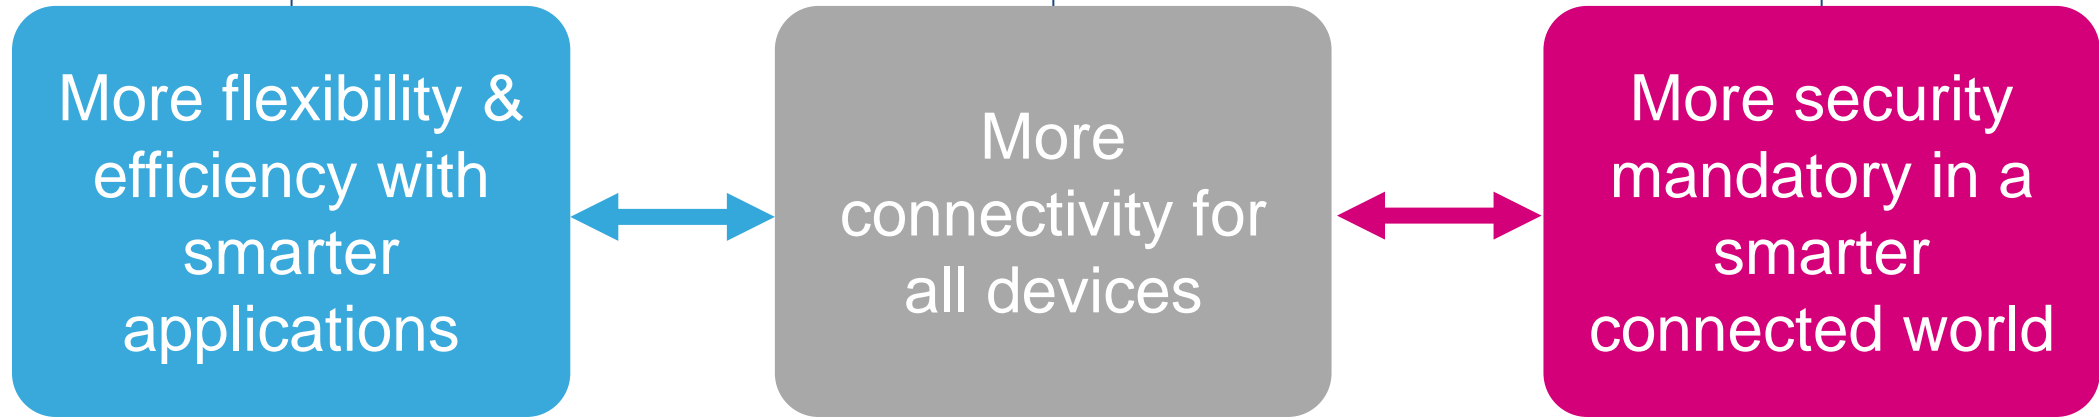 More flexibility &
efficiency with
smarter
applications
More
connectivity for
all devices
More security
mandatory in a
smarter
connected world